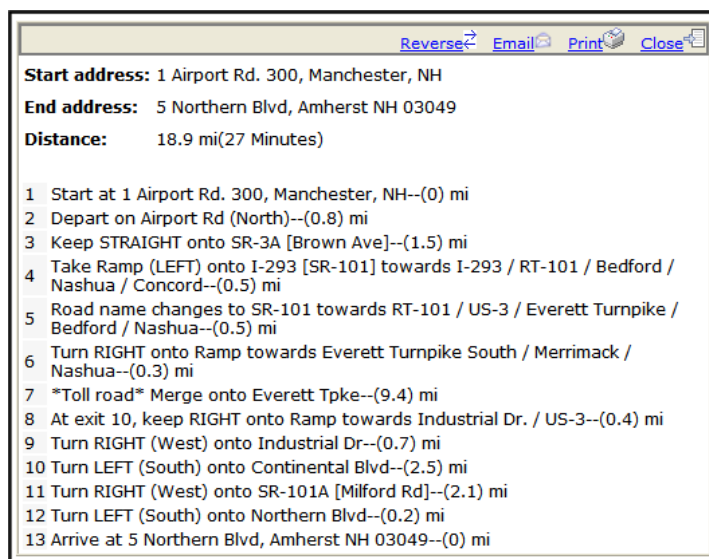 Reverse Email Print Close
Start address: 1 Airport Rd. 300, Manchester, NH
End address: 5 Northern Blvd, Amherst NH 03049
Distance: 18.9 mi(27 Minutes)
1 Start at 1 Airport Rd. 300, Manchester, NH--(0) mi
2 Depart on Airport Rd (North)--(0.8) mi
3 Keep STRAIGHT onto SR-3A [Brown Ave]--(1.5) mi
4 Take Ramp (LEFT) onto I-293 [SR-101] towards I-293 / RT-101 / Bedford /
Nashua / Concord--(0.5) mi
5 Road name changes to SR-101 towards RT-101 / US-3 / Everett Turnpike /
Bedford / Nashua--(0.5) mi
6 Turn RIGHT onto Ramp towards Everett Turnpike South / Merrimack /
Nashua--(0.3) mi
7 *Toll road* Merge onto Everett Tpke--(9.4) mi
8 At exit 10, keep RIGHT onto Ramp towards Industrial Dr. / US-3--(0.4) mi
9 Turn RIGHT (West) onto Industrial Dr--(0.7) mi
10 Turn LEFT (South) onto Continental Blvd--(2.5) mi
11 Turn RIGHT (West) onto SR-101A [Milford Rd]--(2.1) mi
12 Turn LEFT (South) onto Northern Blvd--(0.2) mi
13 Arrive at 5 Northern Blvd, Amherst NH 03049--(0) mi